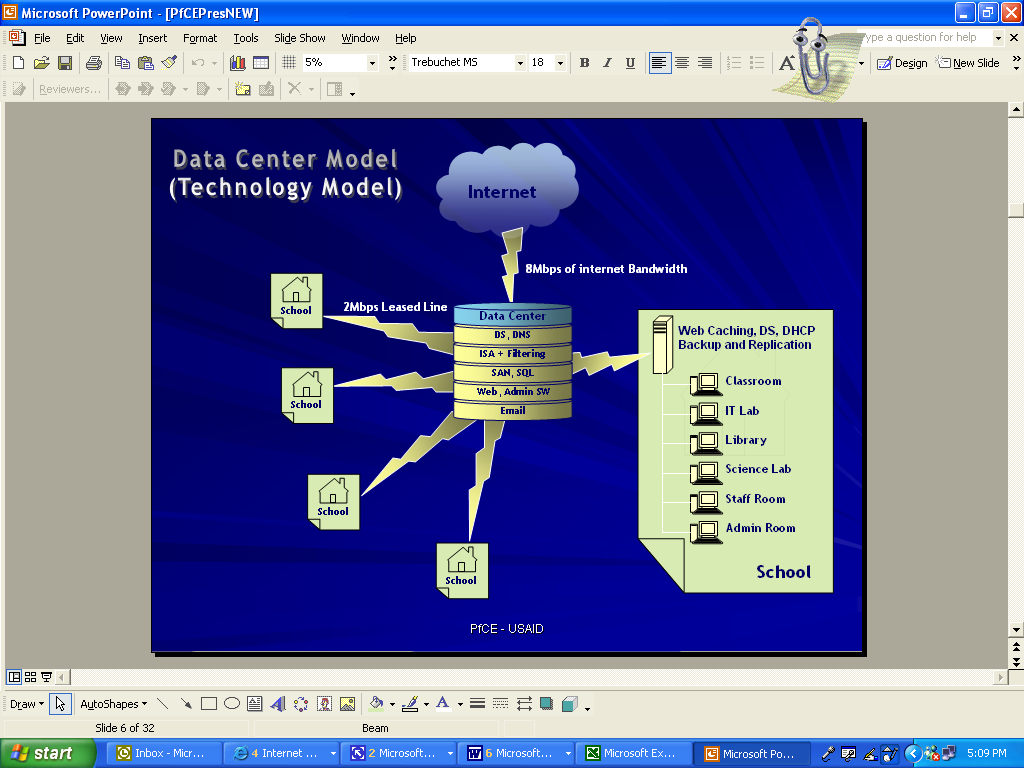 Microsoft PowerPoint - [PfCEPresNEW]
File Edit View Insert Format Tools Slide Show Window Help
ype a question for help
5% Trebuchet MS 18 B I U A Design New Slide
Reviewers...
Data Center Model
(Technology Model)
Internet
8Mbps of internet Bandwidth
2Mbps Leased Line
School
School
School
School
Data Center
DS, DNS
ISA + Filtering
SAN, SQL
Web, Admin SW
Email
Web Caching, DS, DHCP
Backup and Replication
Classroom
IT Lab
Library
Science Lab
Staff Room
Admin Room
School
PfCE - USAID
Draw AutoShapes A
Slide 6 of 32 Beam
start Inbox - Micr... 4 Internet ... 2 Microsoft... 6 Microsoft... Microsoft Ex... Microsoft Po... 5:09 PM